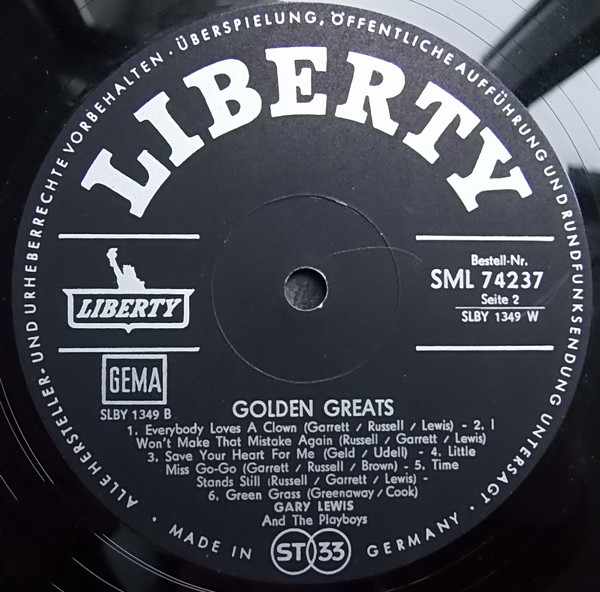 ALLE HERSTELLER- UND URHEBERRECHTE VORBEHALTEN · ÜBERSPIELUNG, ÖFFENTLICHE AUFFÜHRUNG UND RUNDFUNKSENDUNG UNTERSAGT ·
LIBERTY
LIBERTY
Bestell-Nr.
SML 74237
Seite 2
SLBY 1349 W
GEMA
SLBY 1349 B
GOLDEN GREATS
1. Everybody Loves A Clown (Garrett / Russell / Lewis) - 2. I
Won't Make That Mistake Again (Russell / Garrett / Lewis)
3. Save Your Heart For Me (Geld / Udell) - 4. Little
Miss Go-Go (Garrett / Russell / Brown) - 5. Time
Stands Still (Russell / Garrett / Lewis) -
6. Green Grass (Greenaway / Cook)
GARY LEWIS
And The Playboys
MADE IN ST 33 GERMANY